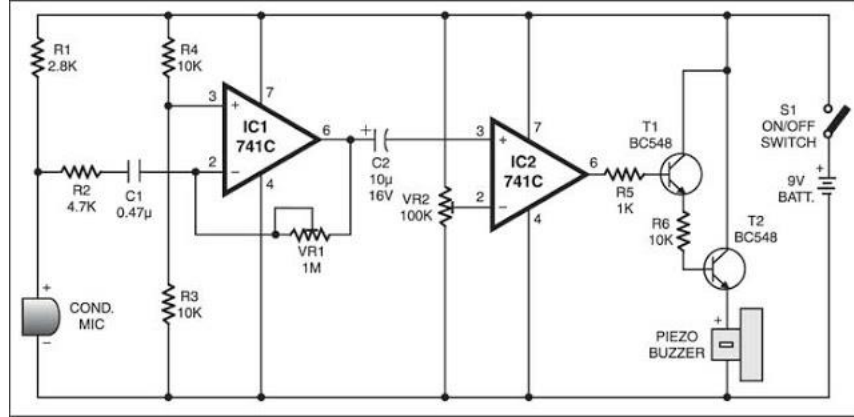 R1
2.8K
R4
10K
3
+
7
IC1
741C
6
2
−
4
R2
4.7K
C1
0.47µ
VR1
1M
R3
10K
+
COND.
MIC
−
+
C2
10µ
16V
VR2
100K
3
+
7
IC2
741C
6
2
−
4
R5
1K
T1
BC548
R6
10K
T2
BC548
+
PIEZO
BUZZER
−
S1
ON/OFF
SWITCH
+
9V
BATT.